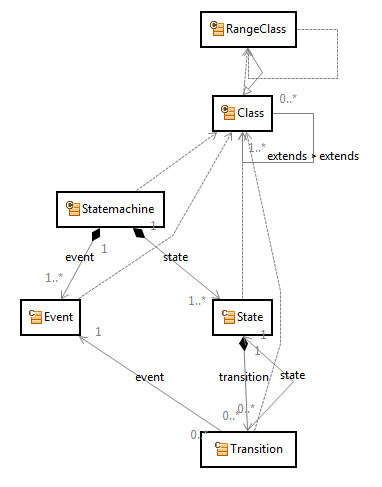 RangeClass
0..*
Class
1..*
extends
extends
Statemachine
1
1
event
state
1..*
1..*
Event
State
1
1
1
event
transition
state
0..*
0..*
0..*
Transition